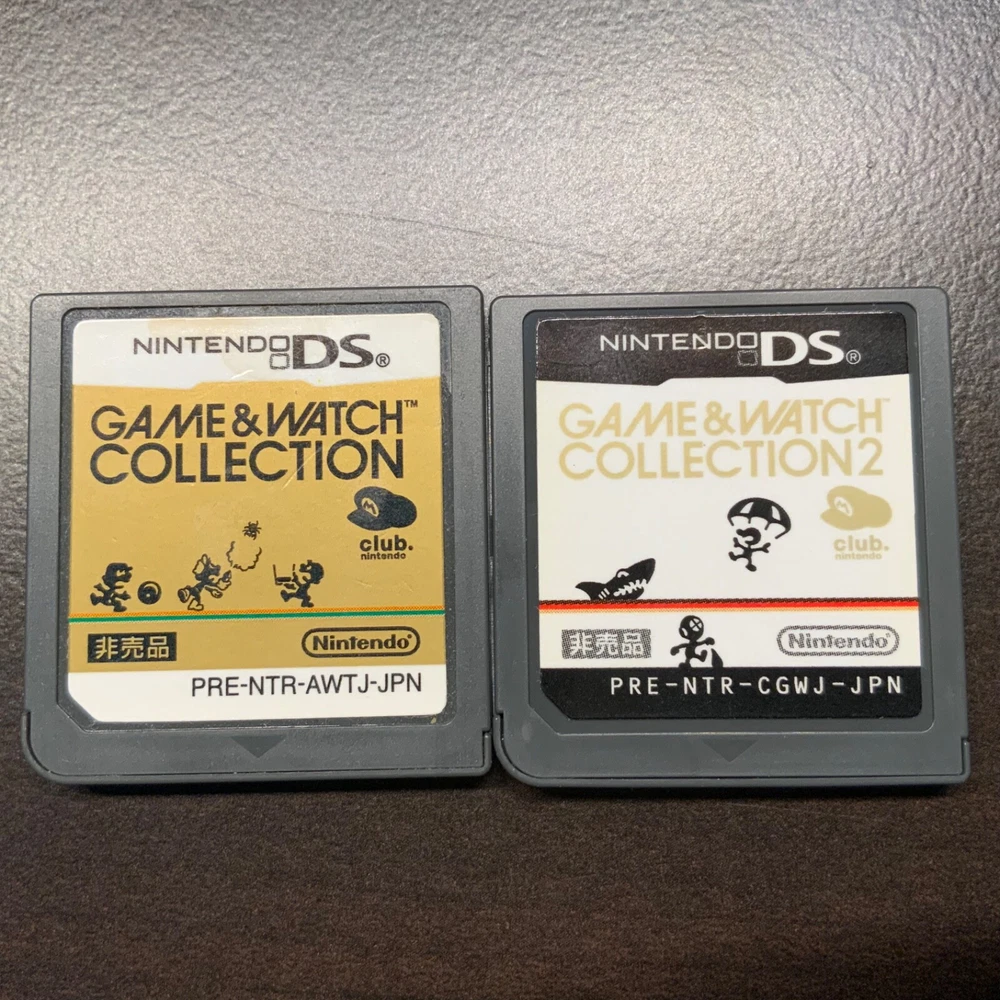 NINTENDO DS®
GAME & WATCH™
COLLECTION
M
club.
nintendo
非売品
Nintendo®
PRE-NTR-AWTJ-JPN
NINTENDO DS®
GAME & WATCH™
COLLECTION 2
M
club.
nintendo
非売品
Nintendo®
PRE-NTR-CGWJ-JPN